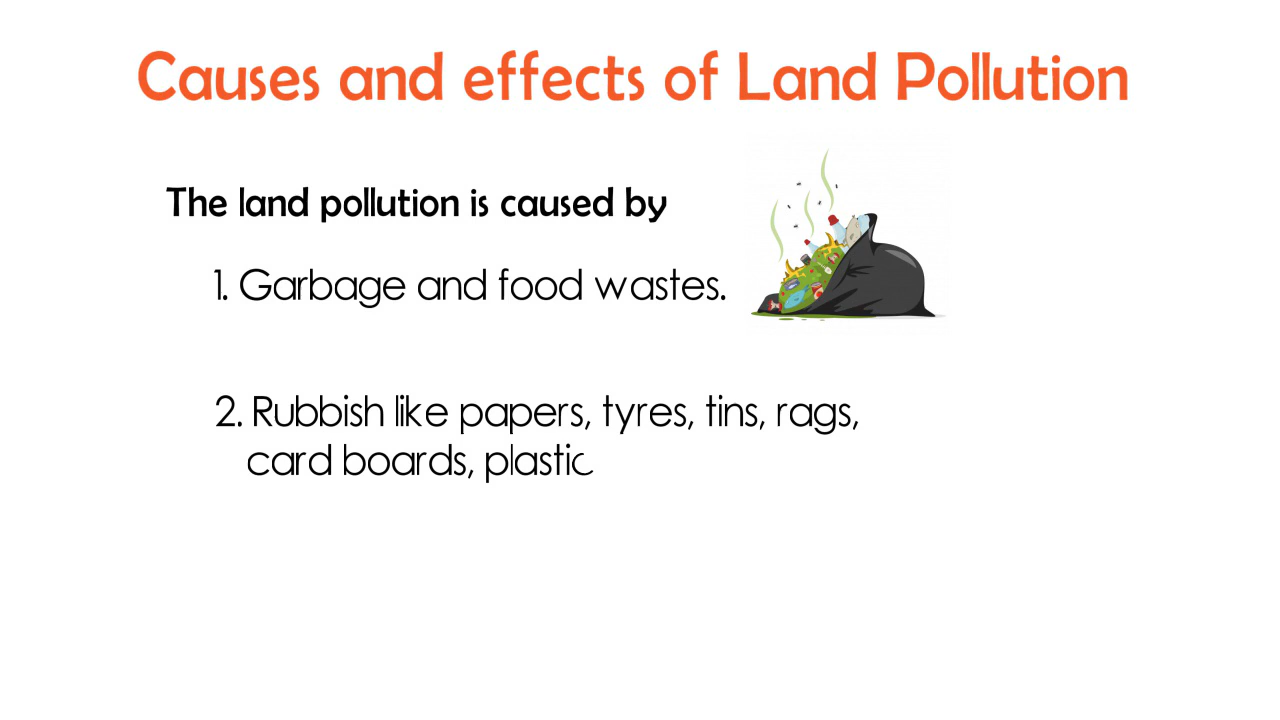 Causes and effects of Land Pollution
The land pollution is caused by
1. Garbage and food wastes.
2. Rubbish like papers, tyres, tins, rags,
card boards, plastic